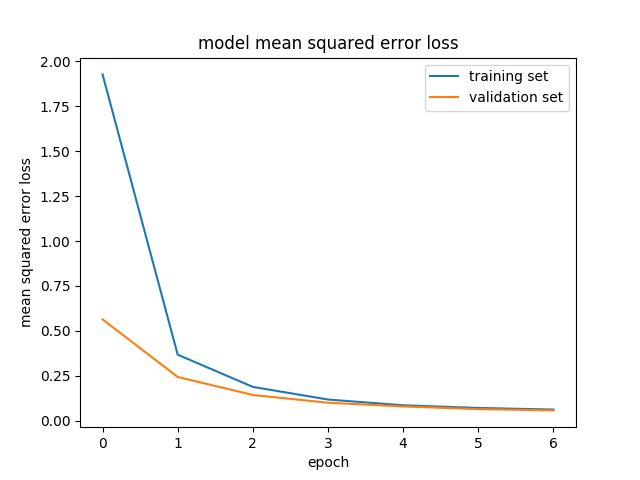 model mean squared error loss
training set
validation set
mean squared error loss
2.00
1.75
1.50
1.25
1.00
0.75
0.50
0.25
0.00
0 1 2 3 4 5 6
epoch